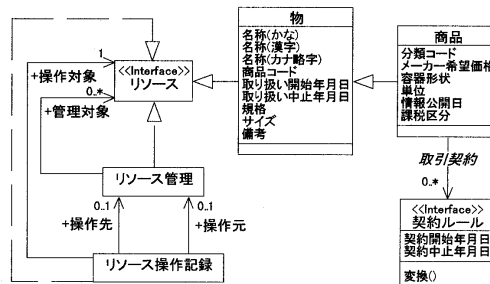 物
名称(かな)
名称(漢字)
名称(カナ略字)
商品コード
取り扱い開始年月日
取り扱い中止年月日
規格
サイズ
備考
商品
分類コード
メーカー希望価格
容器形状
単位
情報公開日
課税区分
1
+操作対象
<<Interface>>
リソース
0..*
+管理対象
リソース管理
0..1
0..1
+操作先
+操作元
リソース操作記録
取引契約
0..*
<<Interface>>
契約ルール
契約開始年月日
契約中止年月日
変換()